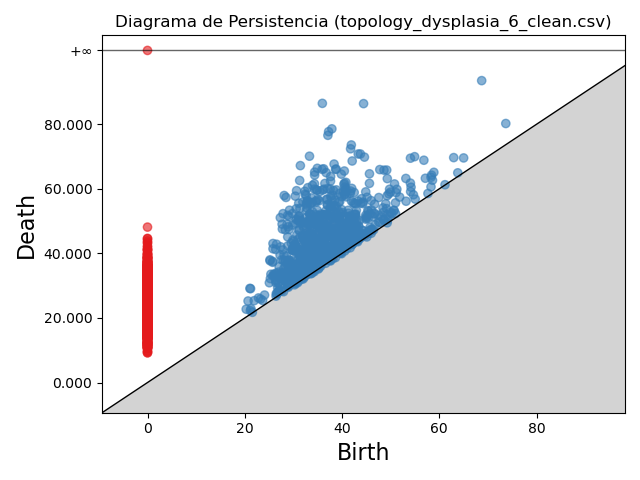 Diagrama de Persistencia (topology_dysplasia_6_clean.csv)
+∞
80.000
60.000
40.000
20.000
0.000
Death
0 20 40 60 80
Birth